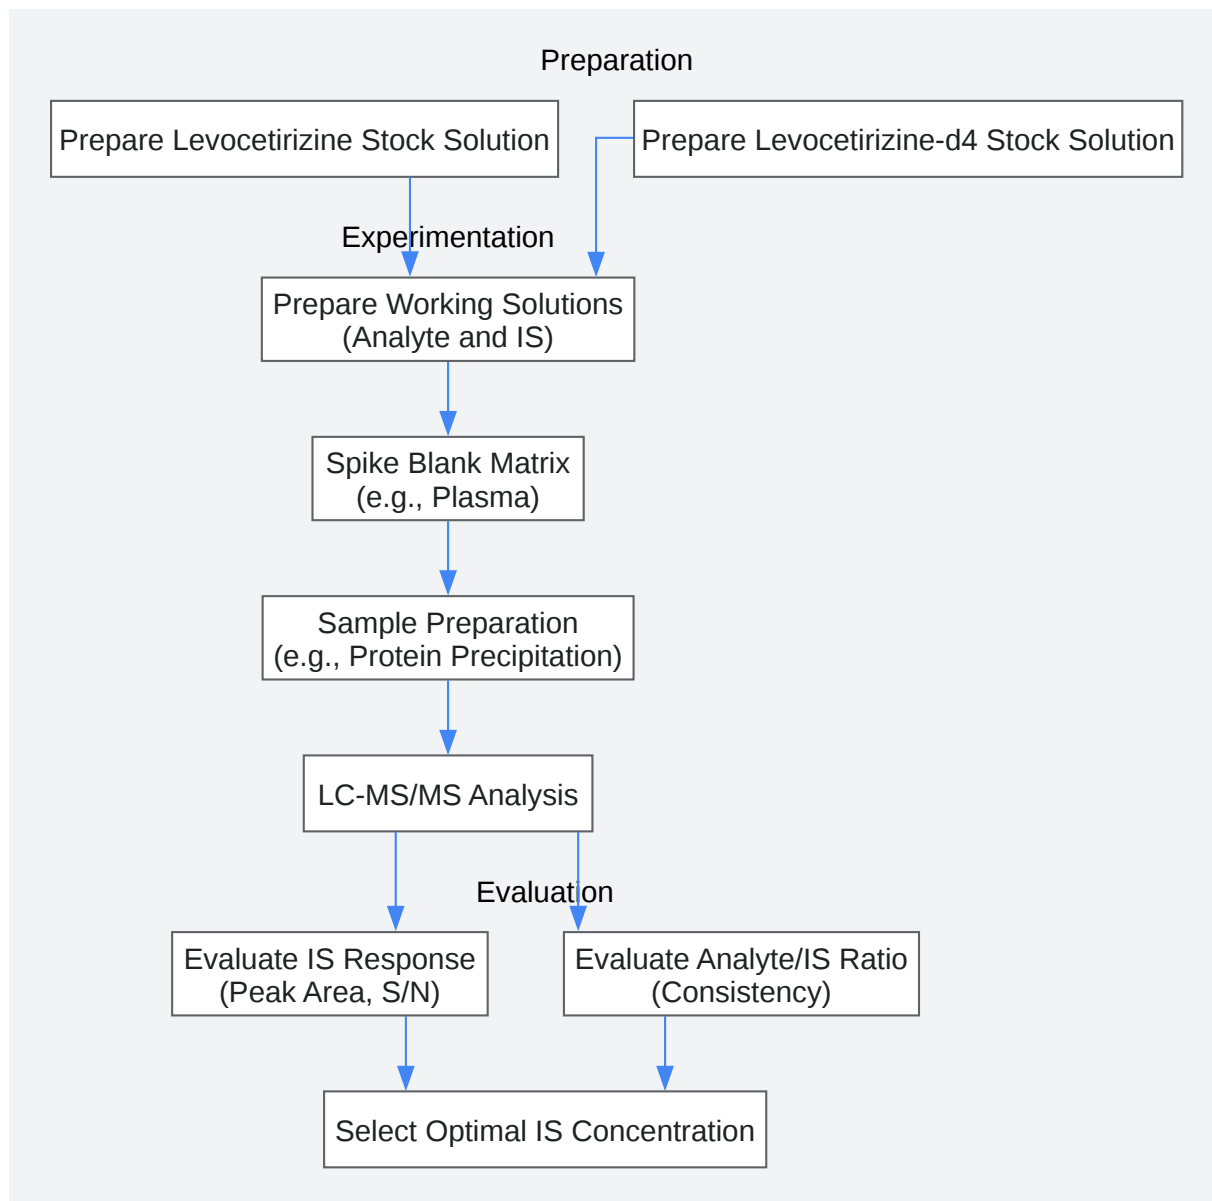 Preparation
Prepare Levocetirizine Stock Solution
Prepare Levocetirizine-d4 Stock Solution
Experimentation
Prepare Working Solutions
(Analyte and IS)
Spike Blank Matrix
(e.g., Plasma)
Sample Preparation
(e.g., Protein Precipitation)
LC-MS/MS Analysis
Evaluation
Evaluate IS Response
(Peak Area, S/N)
Evaluate Analyte/IS Ratio
(Consistency)
Select Optimal IS Concentration